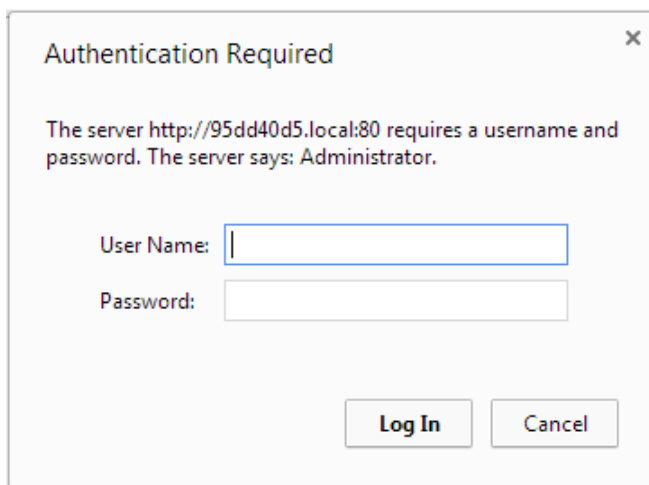 Authentication Required
The server http://95dd40d5.local:80 requires a username and
password. The server says: Administrator.
User Name:
Password:
Log In
Cancel